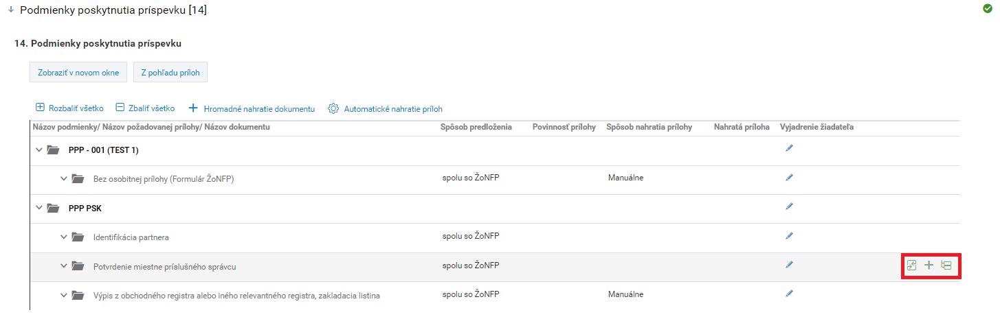 Podmienky poskytnutia príspevku [14]
14. Podmienky poskytnutia príspevku
Zobraziť v novom okne Z pohľadu príloh
Rozbaliť všetko Zbaliť všetko Hromadné nahratie dokumentu Automatické nahratie príloh
Názov podmienky/ Názov požadovanej prílohy/ Názov dokumentu Spôsob predloženia Povinnosť prílohy Spôsob nahratia prílohy Nahratá príloha Vyjadrenie žiadateľa
PPP - 001 (TEST 1)
Bez osobitnej prílohy (Formulár ŽoNFP) spolu so ŽoNFP Manuálne
PPP PSK
Identifikácia partnera spolu so ŽoNFP
Potvrdenie miestne príslušného správcu spolu so ŽoNFP
Výpis z obchodného registra alebo iného relevantného registra, zakladacia listina spolu so ŽoNFP Manuálne